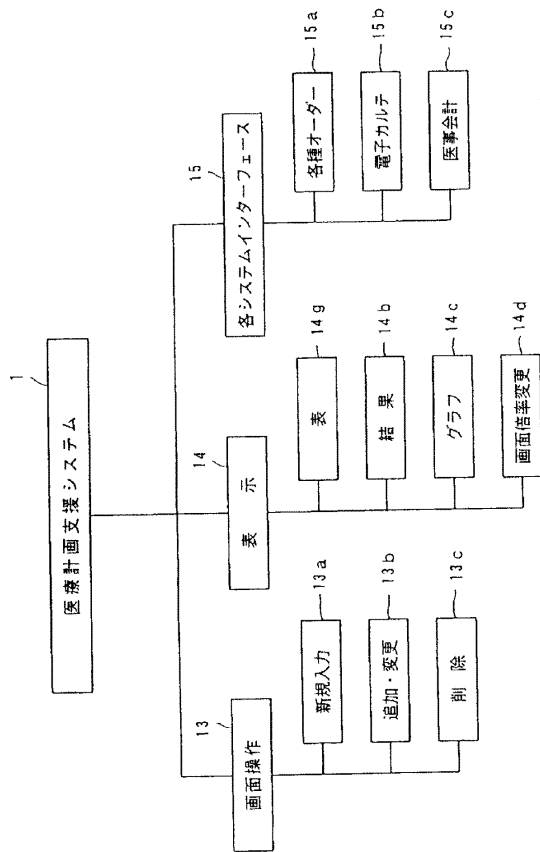 1
医療計画支援システム
13
画面操作
新規入力
13a
追加・変更
13b
削 除
13c
14
表 示
表
14g
結 果
14b
グラフ
14c
画面倍率変更
14d
15
各システムインターフェース
各種オーダー
15a
電子カルテ
15b
医事会計
15c